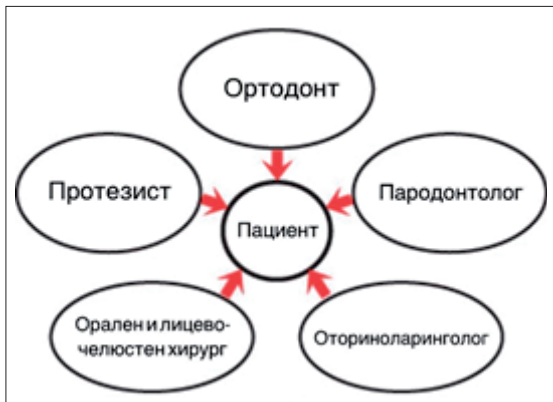 Ортодонт
Протезист
Пародонтолог
Пациент
Орален и лицево-
челюстен хирург
Оториноларинголог